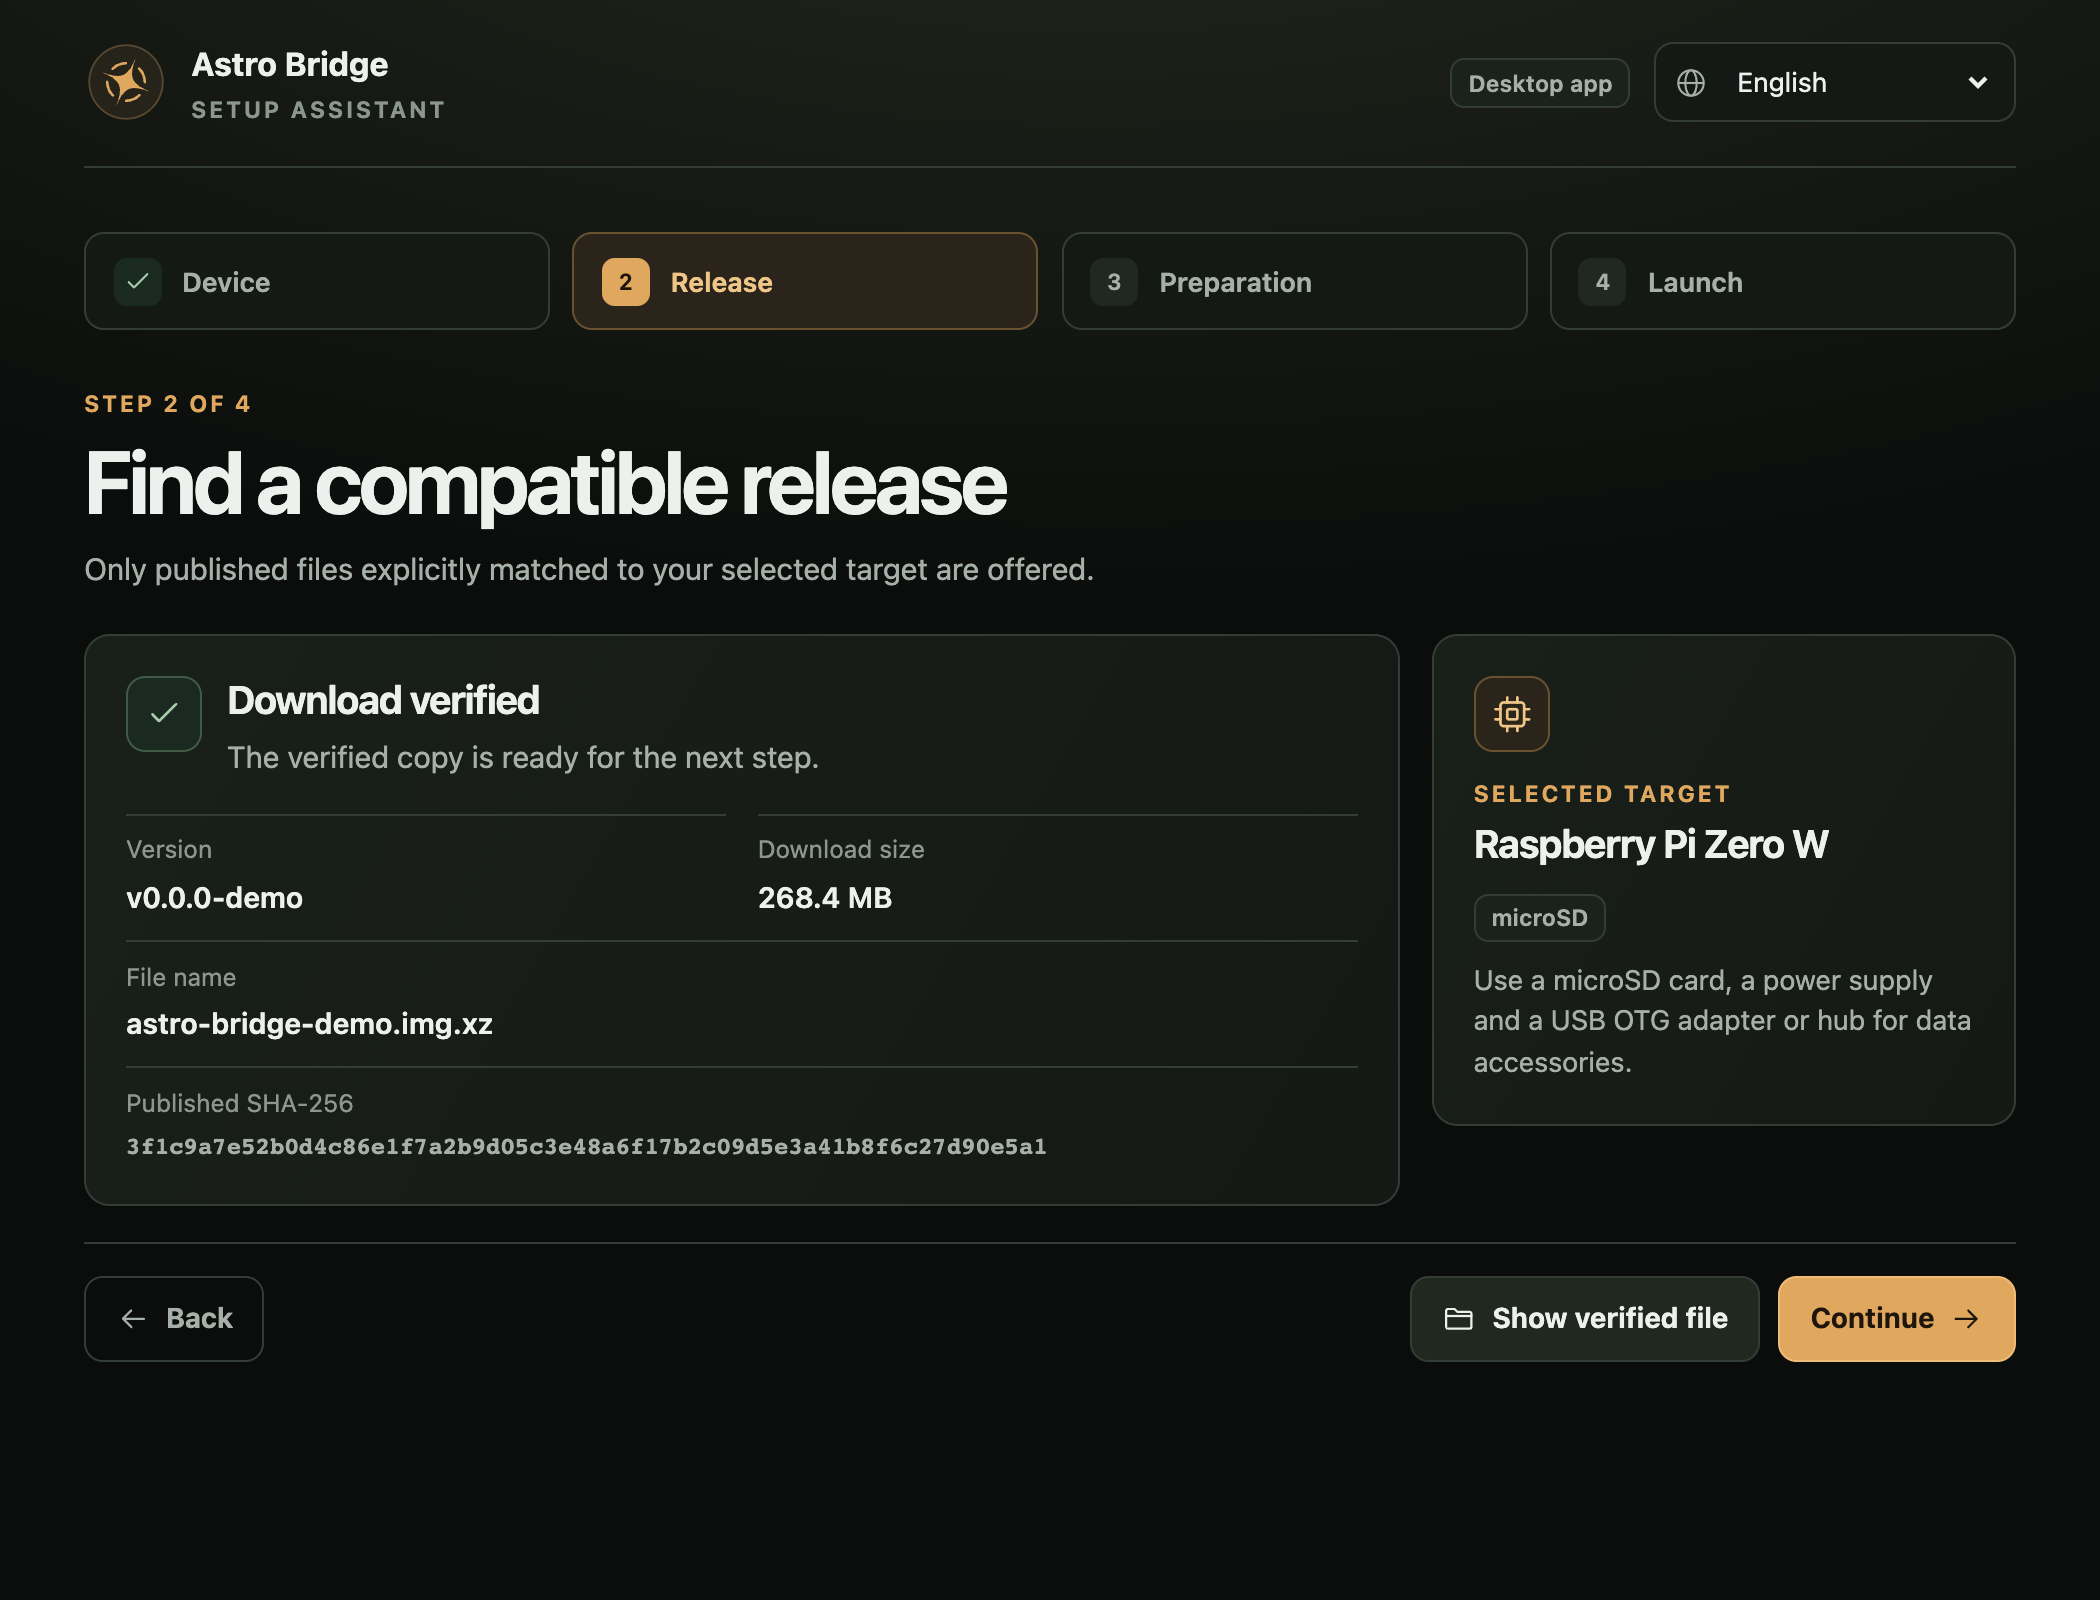 Astro Bridge
SETUP ASSISTANT
Desktop app
English
Device
2 Release
3 Preparation
4 Launch
STEP 2 OF 4
Find a compatible release
Only published files explicitly matched to your selected target are offered.
Download verified
The verified copy is ready for the next step.
Version
v0.0.0-demo
Download size
268.4 MB
File name
astro-bridge-demo.img.xz
Published SHA-256
3f1c9a7e52b0d4c86e1f7a2b9d05c3e48a6f17b2c09d5e3a41b8f6c27d90e5a1
SELECTED TARGET
Raspberry Pi Zero W
microSD
Use a microSD card, a power supply
and a USB OTG adapter or hub for data
accessories.
Back
Show verified file
Continue